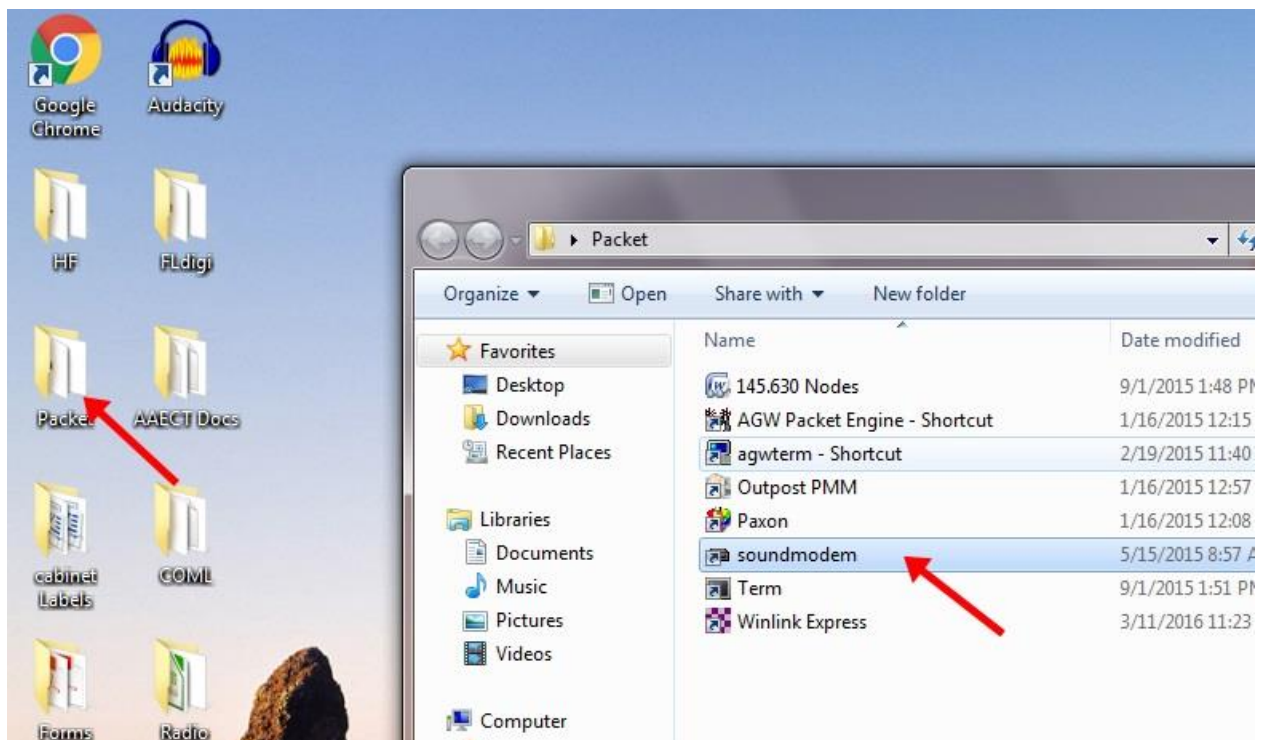 Google Chrome
Audacity
HF
FLdigi
Packet
AAECT Docs
cabinet Labels
COML
Forms
Radio
Packet
Organize
Open
Share with
New folder
Favorites
Desktop
Downloads
Recent Places
Libraries
Documents
Music
Pictures
Videos
Computer
Name
Date modified
145.630 Nodes
9/1/2015 1:48 PM
AGW Packet Engine - Shortcut
1/16/2015 12:15
agwterm - Shortcut
2/19/2015 11:40
Outpost PMM
1/16/2015 12:57
Paxon
1/16/2015 12:08
soundmodem
5/15/2015 8:57 A
Term
9/1/2015 1:51 PM
Winlink Express
3/11/2016 11:23